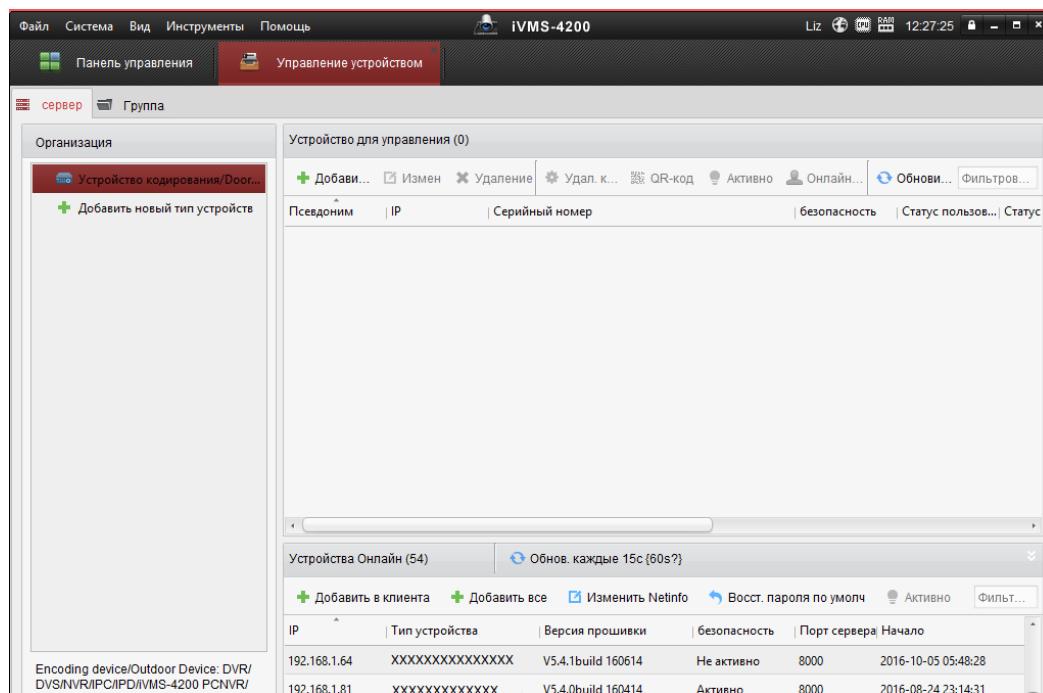 Файл Система Вид Инструменты Помощь iVMS-4200 Liz CPU RAM 12:27:25
Панель управления Управление устройством
сервер Группа
Организация
Устройство кодирования/Door...
Добавить новый тип устройств
Устройство для управления (0)
Добави... Измен Удаление Удал. к... QR-код Активно Онлайн... Обнови... Фильтров...
Псевдоним IP Серийный номер безопасность Статус пользов... Статус
Устройства Онлайн (54) Обнов. каждые 15с {60s?}
Добавить в клиента Добавить все Изменить Netinfo Восст. пароля по умолч Активно Фильт...
IP Тип устройства Версия прошивки безопасность Порт сервера Начало
192.168.1.64 XXXXXXXXXXXXXXX V5.4.1build 160614 Не активно 8000 2016-10-05 05:48:28
192.168.1.81 XXXXXXXXXXXXX V5.4.0build 160414 Активно 8000 2016-08-24 23:14:31
Encoding device/Outdoor Device: DVR/
DVS/NVR/IPC/IPD/iVMS-4200 PCNVR/